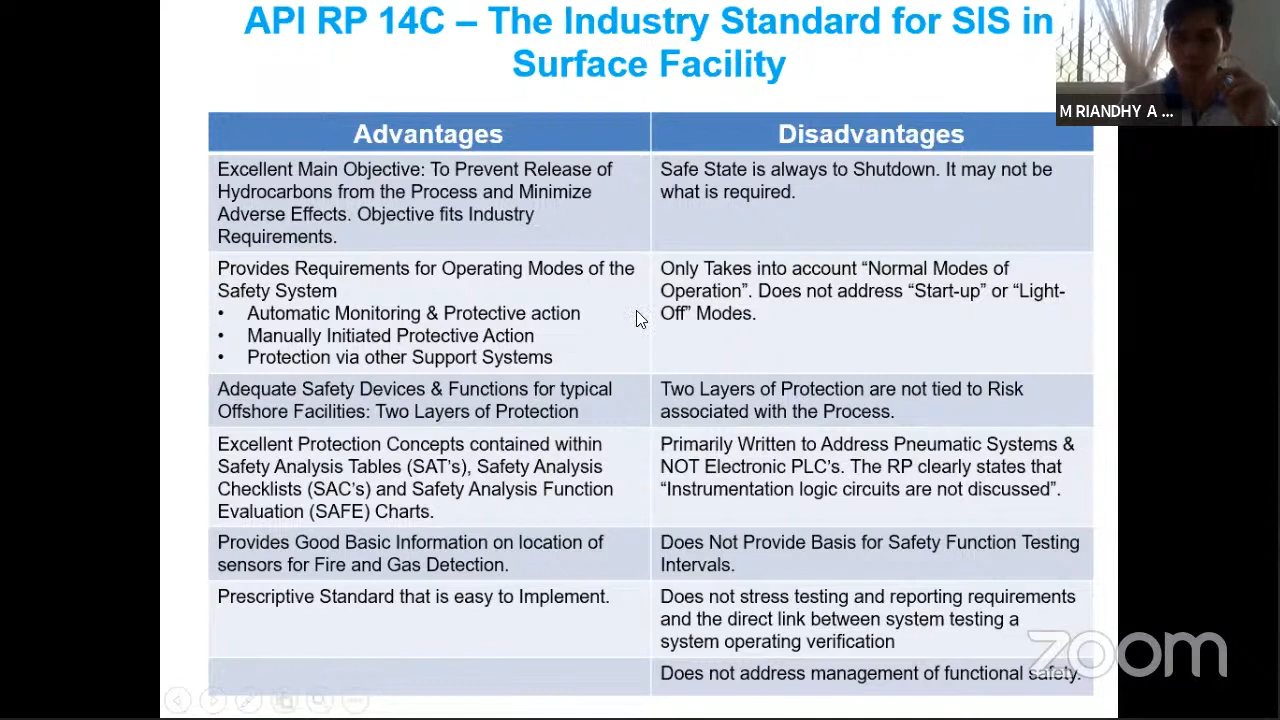 API RP 14C – The Industry Standard for SIS in
Surface Facility
M RIANDHY A ...
Advantages
Disadvantages
Excellent Main Objective: To Prevent Release of
Hydrocarbons from the Process and Minimize
Adverse Effects. Objective fits Industry
Requirements.
Safe State is always to Shutdown. It may not be
what is required.
Provides Requirements for Operating Modes of the
Safety System
• Automatic Monitoring & Protective action
• Manually Initiated Protective Action
• Protection via other Support Systems
Only Takes into account “Normal Modes of
Operation”. Does not address “Start-up” or “Light-
Off” Modes.
Adequate Safety Devices & Functions for typical
Offshore Facilities: Two Layers of Protection
Two Layers of Protection are not tied to Risk
associated with the Process.
Excellent Protection Concepts contained within
Safety Analysis Tables (SAT’s), Safety Analysis
Checklists (SAC’s) and Safety Analysis Function
Evaluation (SAFE) Charts.
Primarily Written to Address Pneumatic Systems &
NOT Electronic PLC’s. The RP clearly states that
“Instrumentation logic circuits are not discussed”.
Provides Good Basic Information on location of
sensors for Fire and Gas Detection.
Does Not Provide Basis for Safety Function Testing
Intervals.
Prescriptive Standard that is easy to Implement.
Does not stress testing and reporting requirements
and the direct link between system testing a
system operating verification
Does not address management of functional safety.
zoom